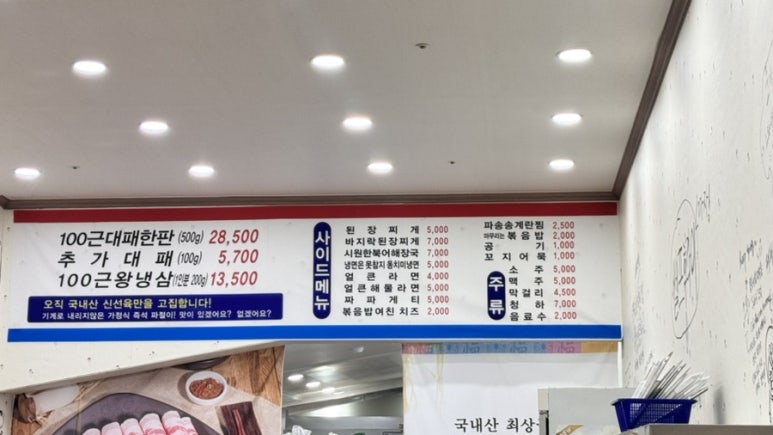 100근대패한판 (500g) 28,500
추가대패 (100g) 5,700
100근왕냉삼 (1인분 200g) 13,500
오직 국내산 신선육만을 고집합니다!
기계로 내리지않은 가정식 즉석 파절이! 맛이 있겠어요? 없겠어요?
사이드메뉴
된장찌게 5,000
바지락된장찌게 7,000
시원한북어해장국 7,000
냉면은 못참지 동치미냉면 5,000
얼큰라면 4,000
얼큰해물라면 5,000
짜파게티 5,000
볶음밥여친치즈 2,000
파송송계란찜 2,500
마무리는 볶음밥 2,000
공기 1,000
꼬지어묵 1,000
주류
소주 5,000
맥주 5,000
막걸리 4,500
청하 7,000
음료수 2,000
국내산 최상